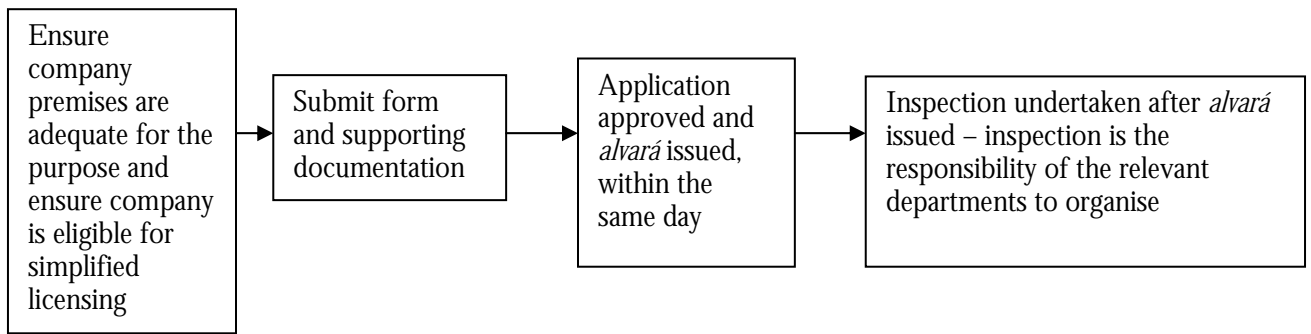 Ensure
company
premises are
adequate for the
purpose and
ensure company
is eligible for
simplified
licensing
Submit form
and supporting
documentation
Application
approved and
alvará issued,
within the
same day
Inspection undertaken after alvará
issued – inspection is the
responsibility of the relevant
departments to organise